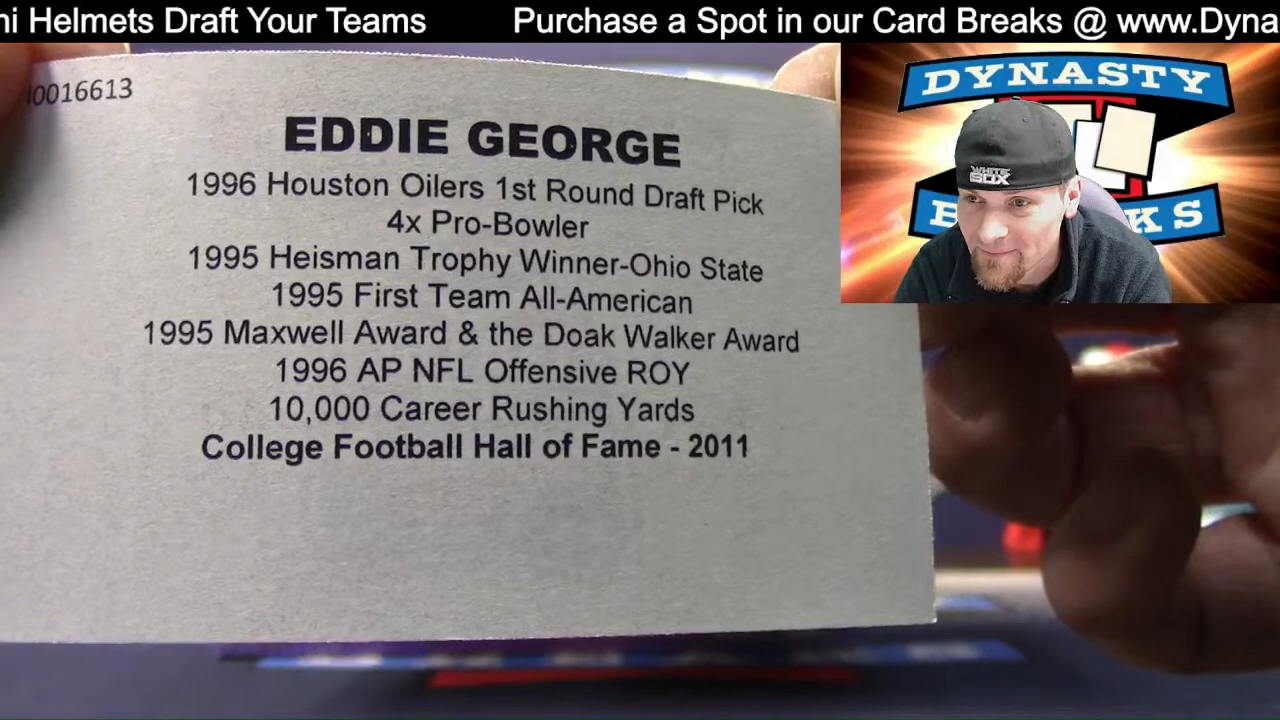 ni Helmets Draft Your Teams Purchase a Spot in our Card Breaks @ www.Dyna
0016613
EDDIE GEORGE
1996 Houston Oilers 1st Round Draft Pick
4x Pro-Bowler
1995 Heisman Trophy Winner-Ohio State
1995 First Team All-American
1995 Maxwell Award & the Doak Walker Award
1996 AP NFL Offensive ROY
10,000 Career Rushing Yards
College Football Hall of Fame - 2011
DYNASTY
WHITE
SOX